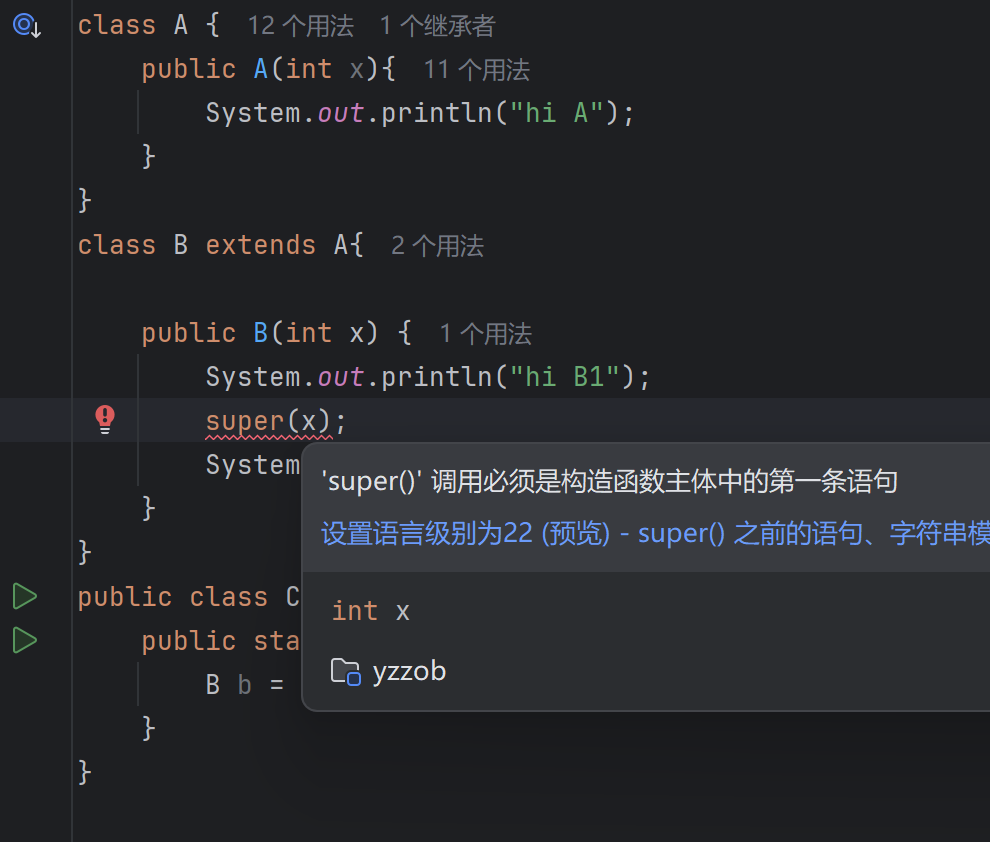 class A {  12 个用法  1 个继承者
public A(int x){  11 个用法
System.out.println("hi A");
}
}
class B extends A{  2 个用法
public B(int x) {  1 个用法
System.out.println("hi B1");
super(x);
System
'super()' 调用必须是构造函数主体中的第一条语句
设置语言级别为22 (预览) - super() 之前的语句、字符串模
}
}
public class C
int x
public sta
B b =
yzzob
}
}